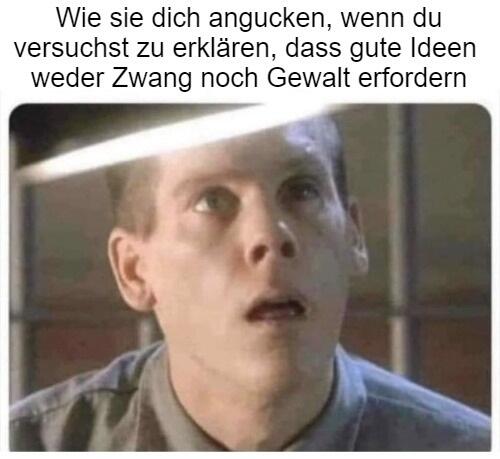 Wie sie dich angucken, wenn du
versuchst zu erklären, dass gute Ideen
weder Zwang noch Gewalt erfordern